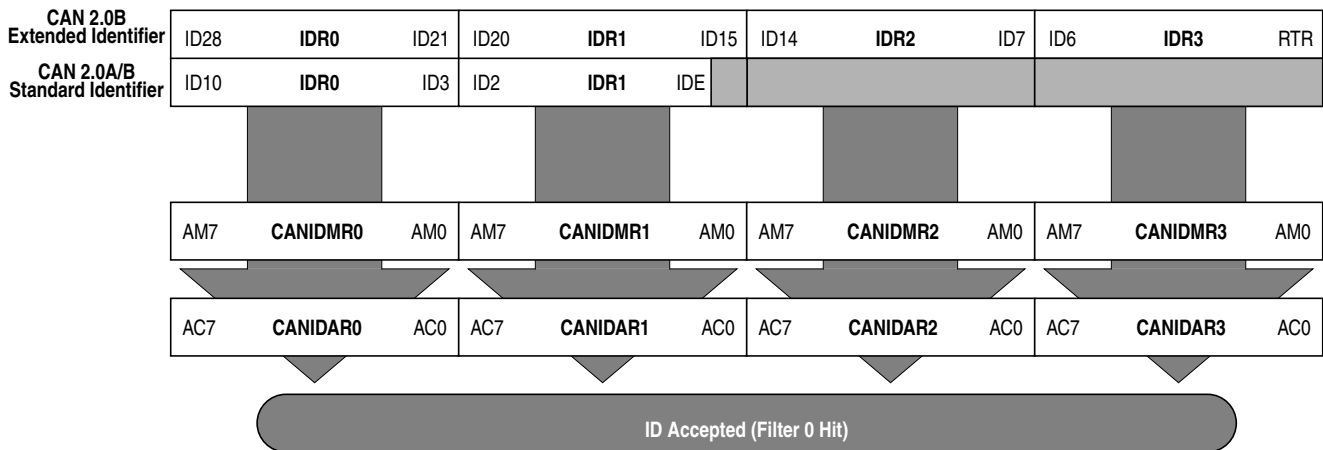 CAN 2.0B
Extended Identifier
ID28 IDR0 ID21 ID20 IDR1 ID15 ID14 IDR2 ID7 ID6 IDR3 RTR
CAN 2.0A/B
Standard Identifier
ID10 IDR0 ID3 ID2 IDR1 IDE
AM7 CANIDMR0 AM0 AM7 CANIDMR1 AM0 AM7 CANIDMR2 AM0 AM7 CANIDMR3 AM0
AC7 CANIDAR0 AC0 AC7 CANIDAR1 AC0 AC7 CANIDAR2 AC0 AC7 CANIDAR3 AC0
ID Accepted (Filter 0 Hit)